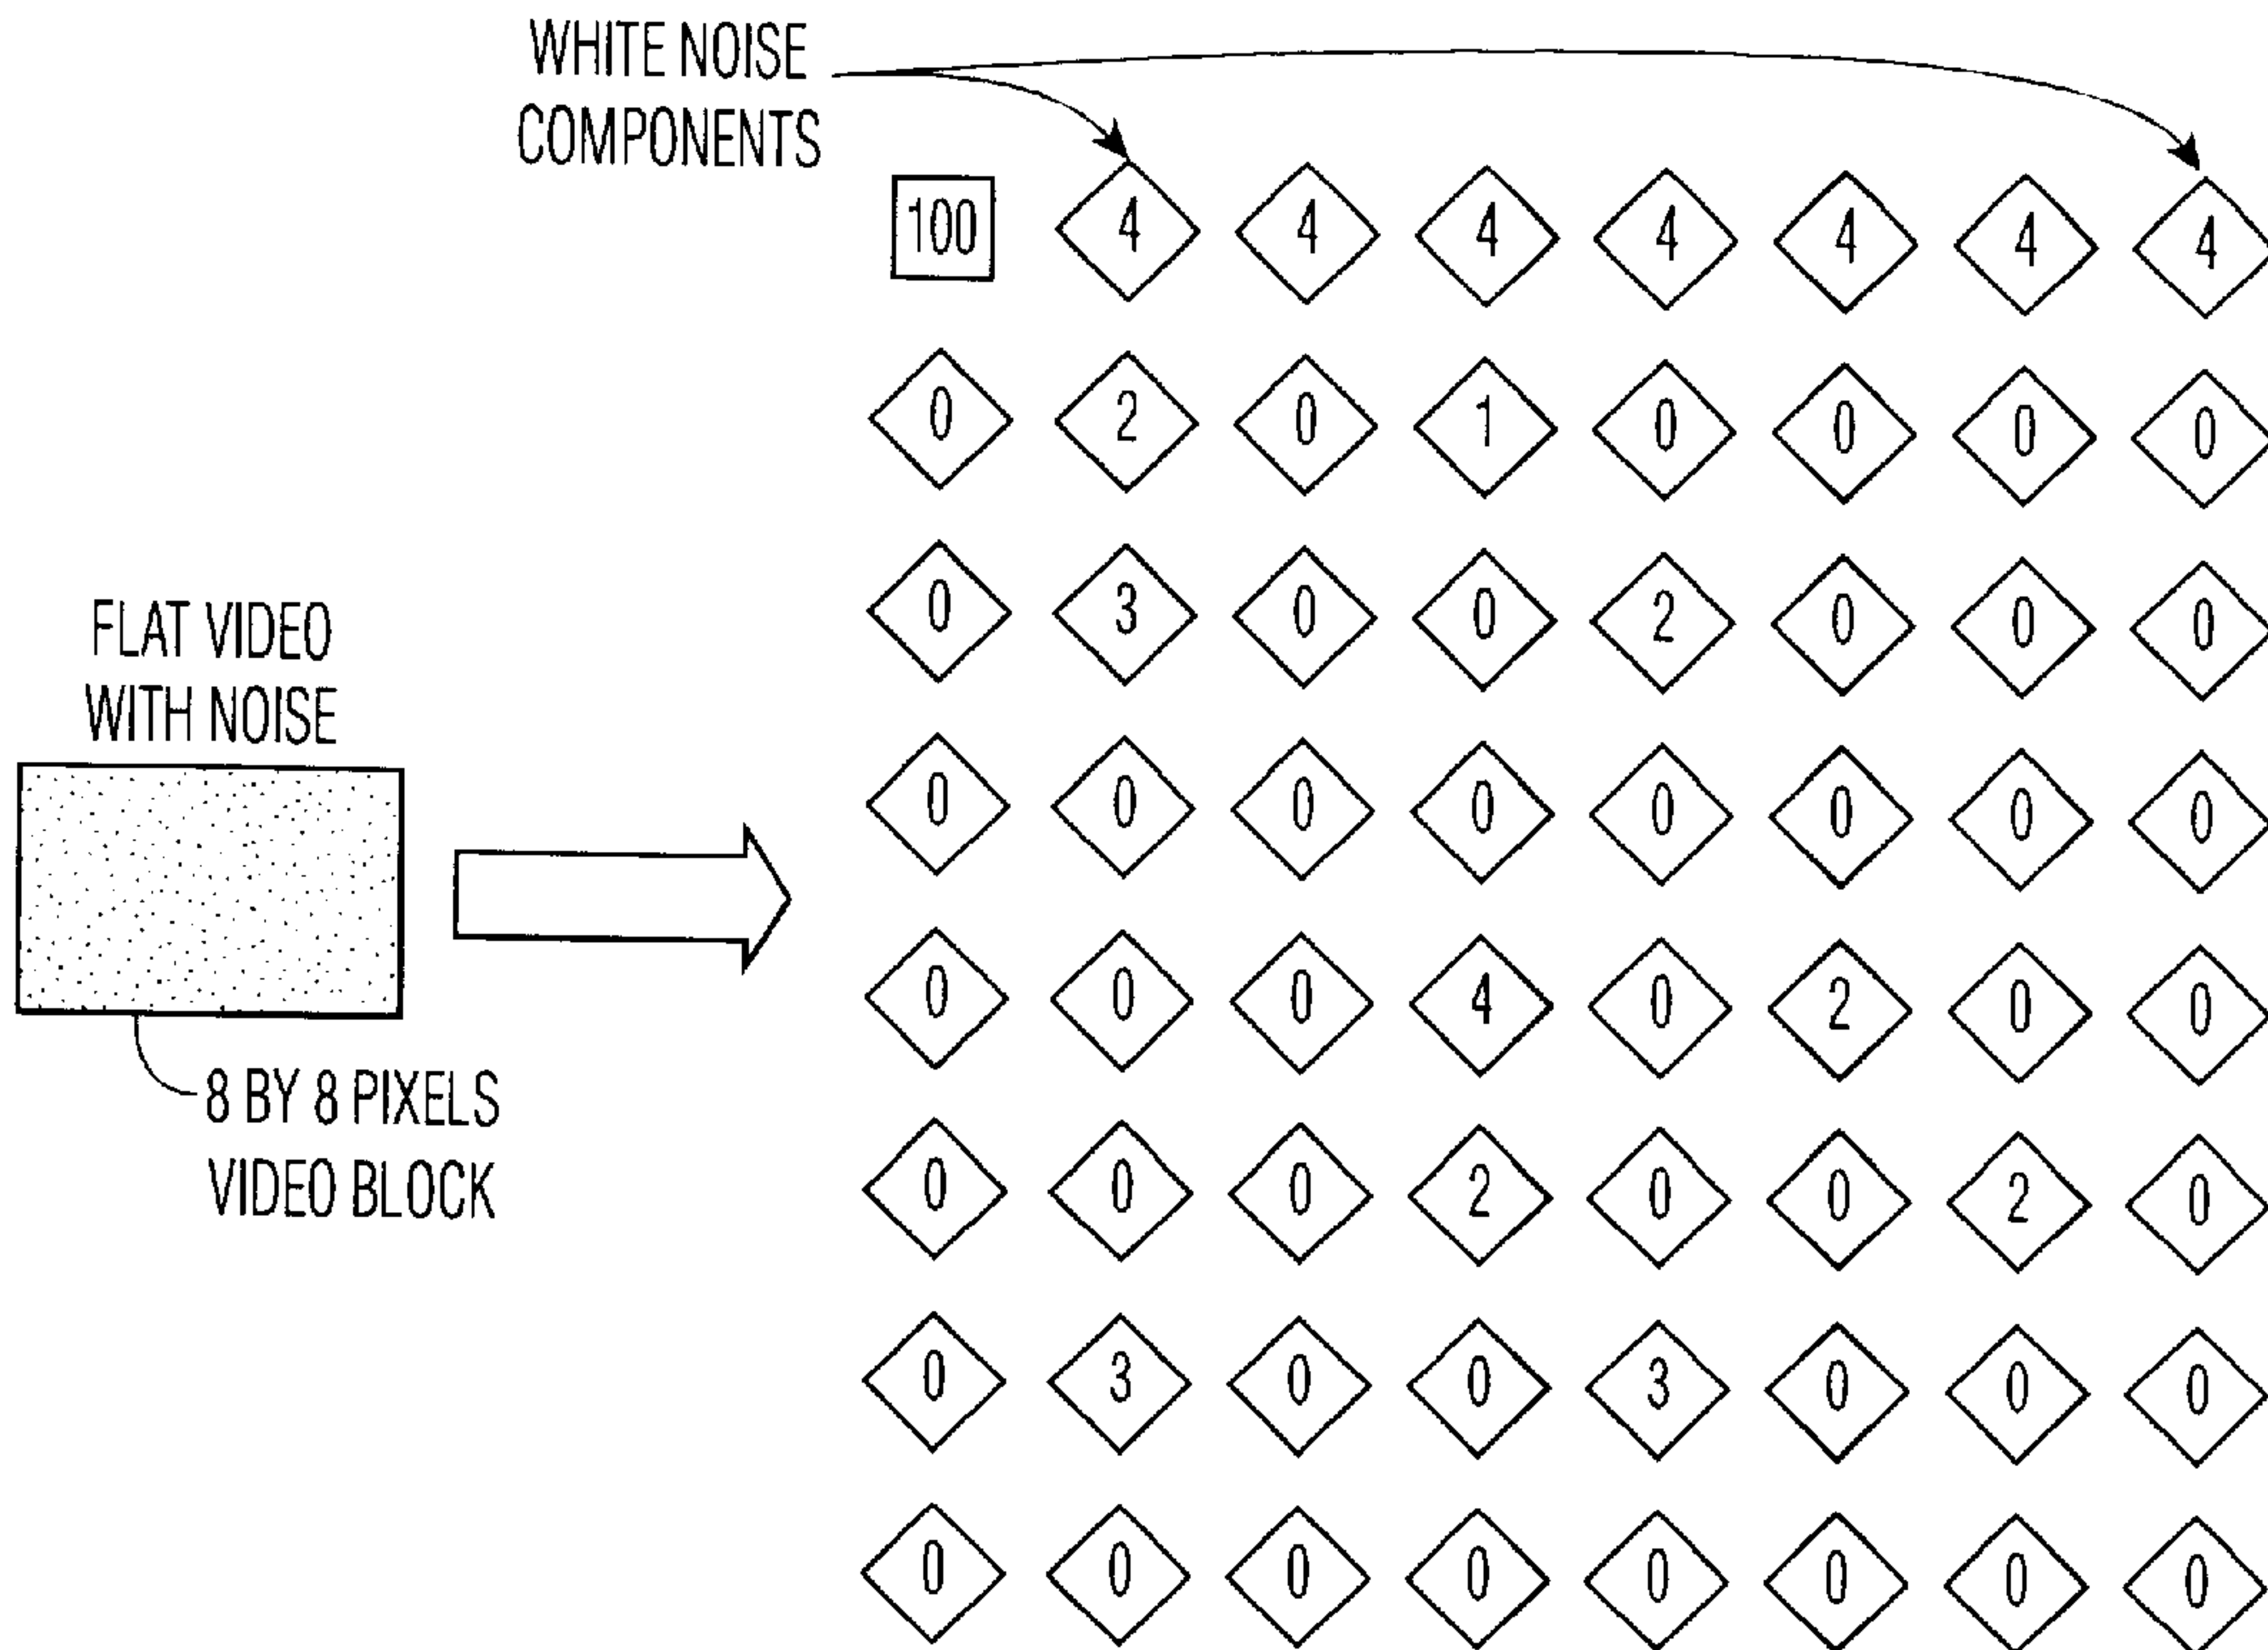 WHITE NOISE
COMPONENTS
100 4 4 4 4 4 4 4
0 2 0 1 0 0 0 0
0 3 0 0 2 0 0 0
FLAT VIDEO
WITH NOISE
0 0 0 0 0 0 0 0
0 0 0 4 0 2 0 0
8 BY 8 PIXELS
VIDEO BLOCK
0 0 0 2 0 0 2 0
0 3 0 0 3 0 0 0
0 0 0 0 0 0 0 0